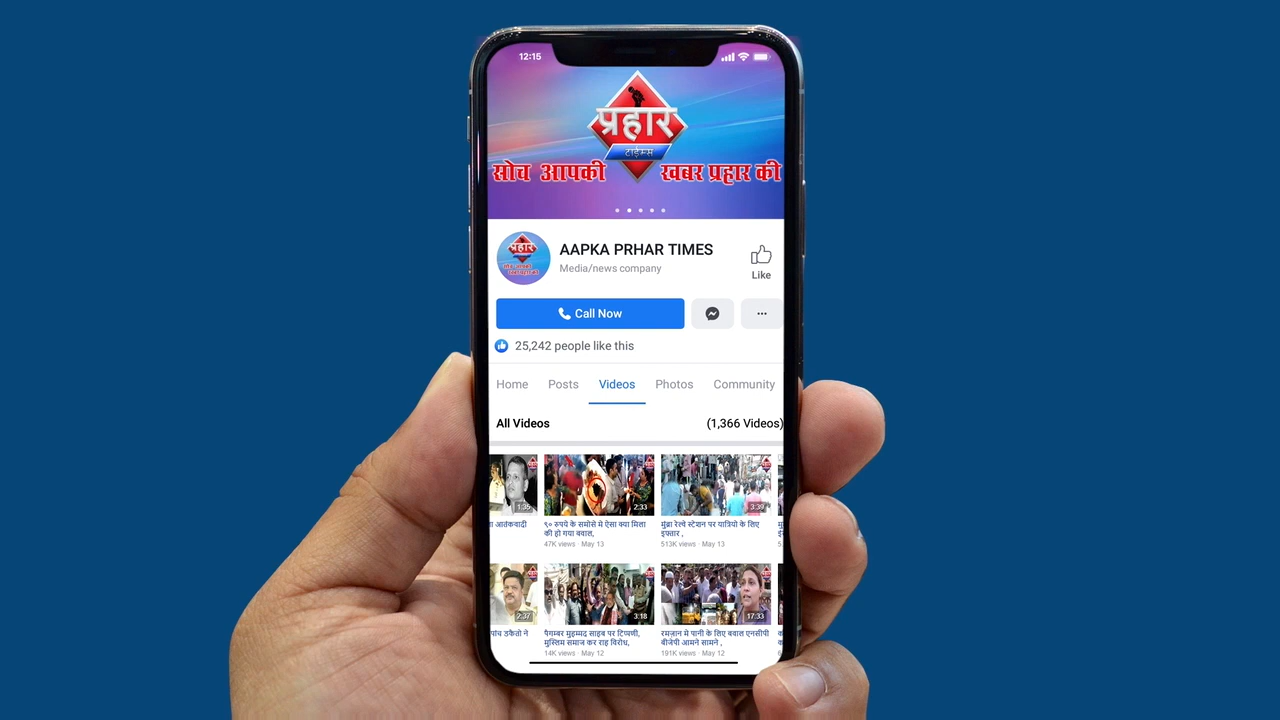 12:15
प्रहार
टाईम्स
सोच आपकी
खबर प्रहार की
प्रहार
AAPKA PRHAR TIMES
Media/news company
Like
Call Now
25,242 people like this
Home
Posts
Videos
Photos
Community
All Videos
(1,366 Videos)
1:35
2:33
3:39
आतंकवादी
९० रुपये के समोसे मे ऐसा क्या मिला
की हो गया बवाल,
47K views · May 13
मुंब्रा रेल्वे स्टेशन पर यात्रियो के लिए
इफ्तार ,
513K views · May 13
2:37
3:18
17:33
पांच डकैतो ने
पैगम्बर मुहम्मद साहब पर टिप्पणी,
मुस्लिम समाज कर राह विरोध,
14K views · May 12
रमज़ान मे पानी के लिए बवाल एनसीपी
बीजेपी आमने सामने ,
191K views · May 12